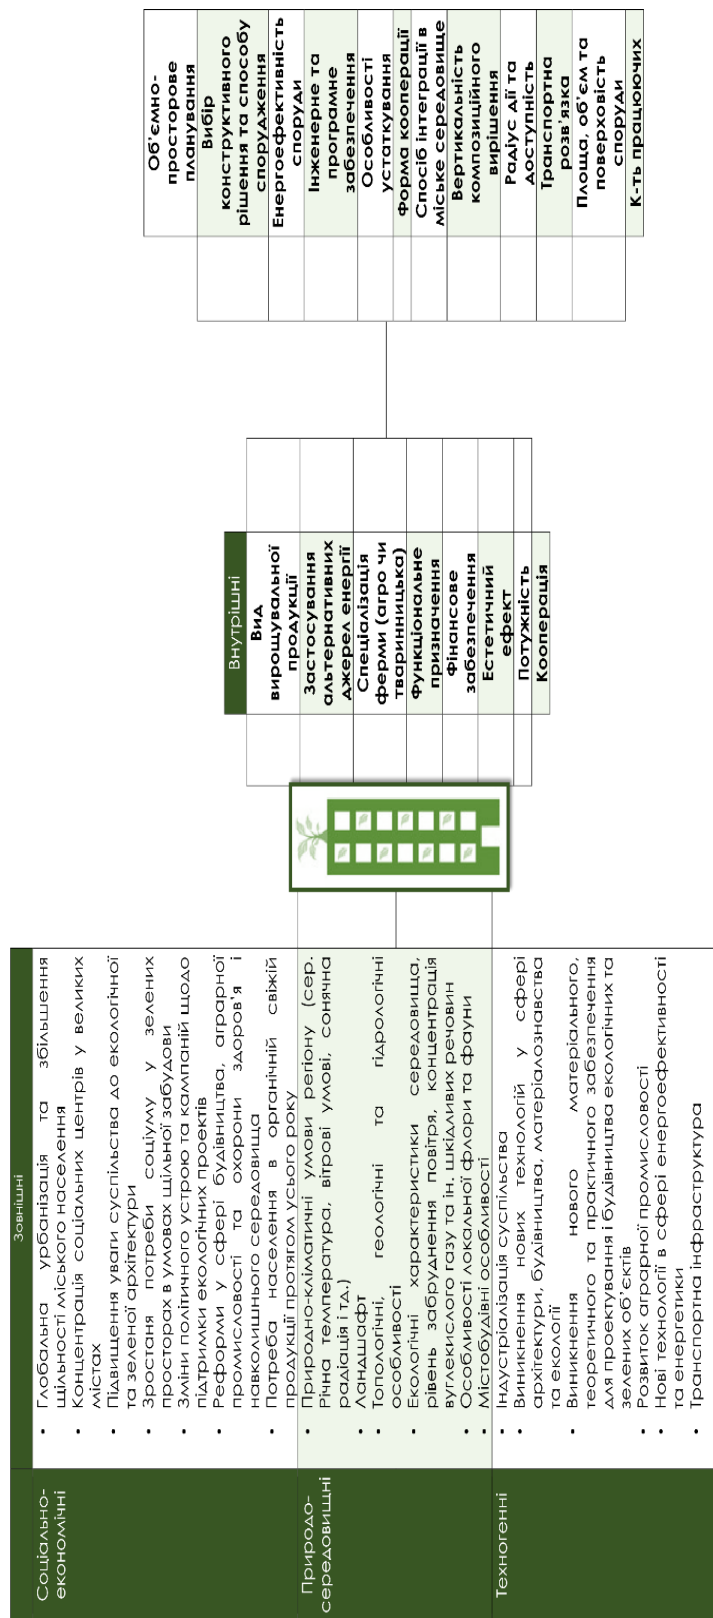 Зовнішні
Соціально-
економічні
• Глобальна урбанізація та збільшення
щільності міського населення
• Концентрація соціальних центрів у великих
містах
• Підвищення уваги суспільства до екологічної
та зеленої архітектури
• Зростаня потреби соціуму у зелених
просторах в умовах щільної забудови
• Зміни політичного устрою та кампаній щодо
підтримки екологічних проектів
• Реформи у сфері будівництва, аграрної
промисловості та охорони здоров'я і
навколишнього середовища
• Потреба населення в органічній свіжій
продукції протягом усього року
Природо-
середовищні
• Природно-кліматичні умови регіону (сер.
Річна температура, вітрові умові, сонячна
радіація і тд.)
• Ландшафт
• Топологічні, геологічні та гідрологічні
особливості
• Екологічні характеристики середовища,
рівень забруднення повітря, концентрація
вуглекислого газу та ін. шкідливих речовин
• Особливості локальної флори та фауни
• Містобудівні особливості
Техногенні
• Індустріалізація суспільства
• Виникнення нових технологій у сфері
архітектури, будівництва, матеріалознавства
та екології
• Виникнення нового матеріального,
теоретичного та практичного забезпечення
для проектування і будівництва екологічних та
зелених об'єктів
• Розвиток аграрної промисловості
• Нові технології в сфері енергоефективності
та енергетики
• Транспортна інфраструктура
Внутрішні
Вид
вирощувальної
продукції
Застосування
альтернативних
джерел енергії
Спеціалізація
ферми (агро чи
тваринницька)
Функціональне
призначення
Фінансове
забезпечення
Естетичний
ефект
Потужність
Кооперація
Об'ємно-
просторове
планування
Вибір
конструктивного
рішення та способу
спорудження
Енергоефективність
споруди
Інженерне та
програмне
забезпечення
Особливості
устаткування
Форма кооперації
Спосіб інтеграції в
міське середовище
Вертикальність
композиційного
вирішення
Радіус дії та
доступність
Транспортна
розв'язка
Площа, об'єм та
поверховість
споруди
К-ть працюючих